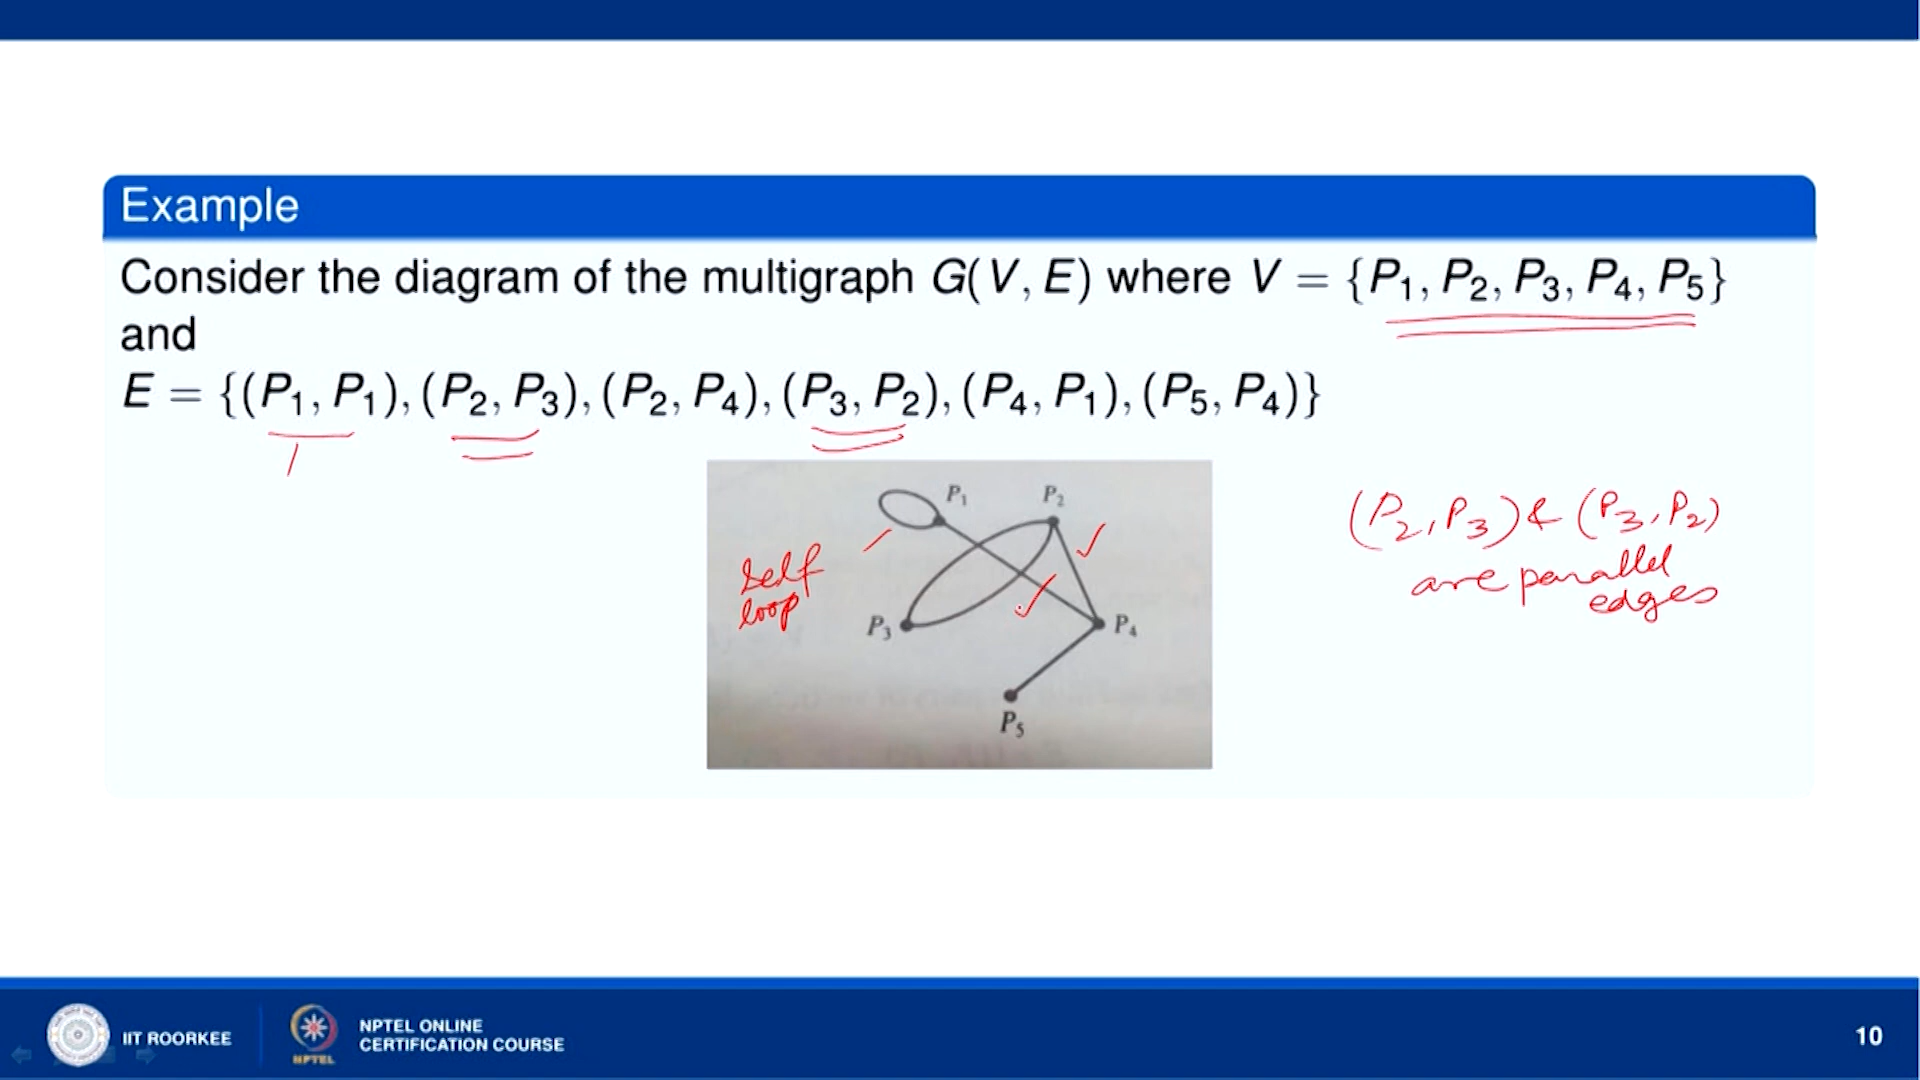 Example
Consider the diagram of the multigraph G(V, E) where V = {P₁, P₂, P₃, P₄, P₅}
and
E = {(P₁, P₁), (P₂, P₃), (P₂, P₄), (P₃, P₂), (P₄, P₁), (P₅, P₄)}
P₁
P₂
Self
loop
P₃
P₄
P₅
(P₂, P₃) & (P₃, P₂)
are parallel
edges
IIT ROORKEE
NPTEL
NPTEL ONLINE
CERTIFICATION COURSE
10